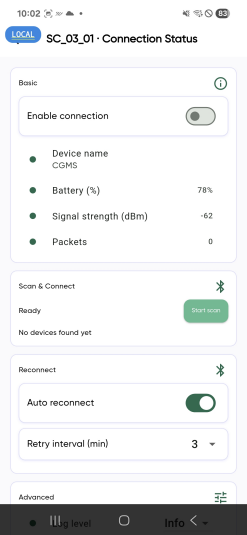 10:02
83
LOCAL
SC_03_01 · Connection Status
Basic
Enable connection
Device name
CGMS
Battery (%) 78%
Signal strength (dBm) -62
Packets 0
Scan & Connect
Ready
Start scan
No devices found yet
Reconnect
Auto reconnect
Retry interval (min) 3
Advanced
Log level Info